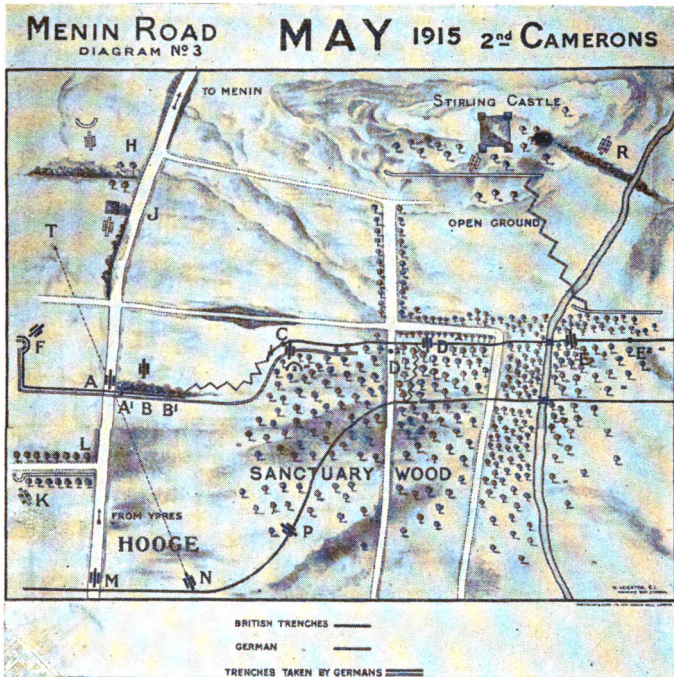 MENIN ROAD MAY 1915 2nd CAMERONS
DIAGRAM No 3
TO MENIN
STIRLING CASTLE
H
R
J
T
OPEN GROUND
F
C
D
E
E"
A
D'
A' B B'
L
SANCTUARY WOOD
K
FROM YPRES
HOOGE
P
M
N
BRITISH TRENCHES
GERMAN
TRENCHES TAKEN BY GERMANS